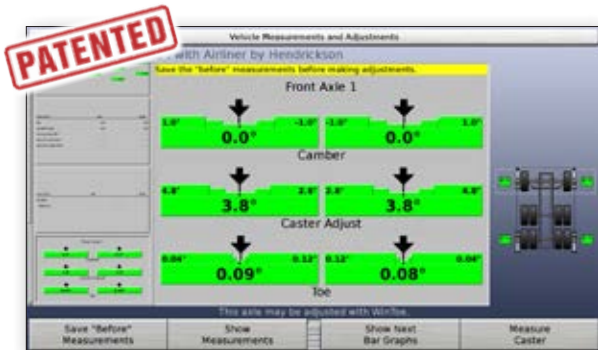 PATENTED
Vehicle Measurements and Adjustments
with Airliner by Hendrickson
Save the "before" measurements before making adjustments.
Front Axle 1
1.0° -1.0° -1.0° 1.0°
0.0° 0.0°
Camber
4.8° 2.8° 2.8° 4.8°
3.8° 3.8°
Caster Adjust
0.04° 0.12° 0.12° 0.04°
0.09° 0.08°
Toe
This axle may be adjusted with WinToe.
Save "Before" Show Show Next Measure
Measurements Measurements Bar Graphs Caster